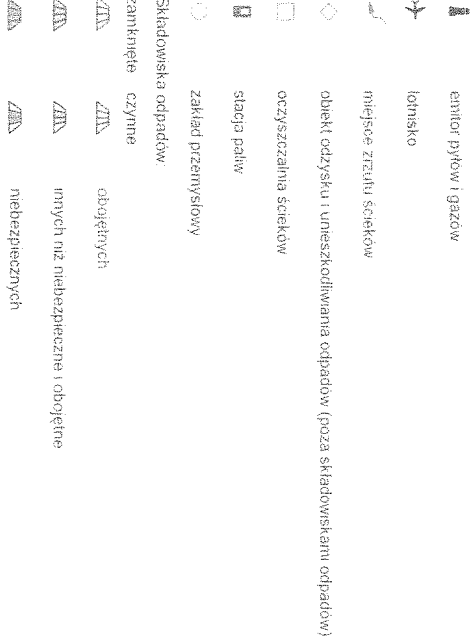 emitor pyłów i gazów
lotnisko
miejsce zrzutu ścieków
obiekt odzysku i unieszkodliwiania odpadów (poza składowiskami odpadów)
oczyszczalnia ścieków
stacja paliw
zakład przemysłowy
Składowiska odpadów:
zamknięte czynne
obojętnych
innych niż niebezpieczne i obojętne
niebezpiecznych